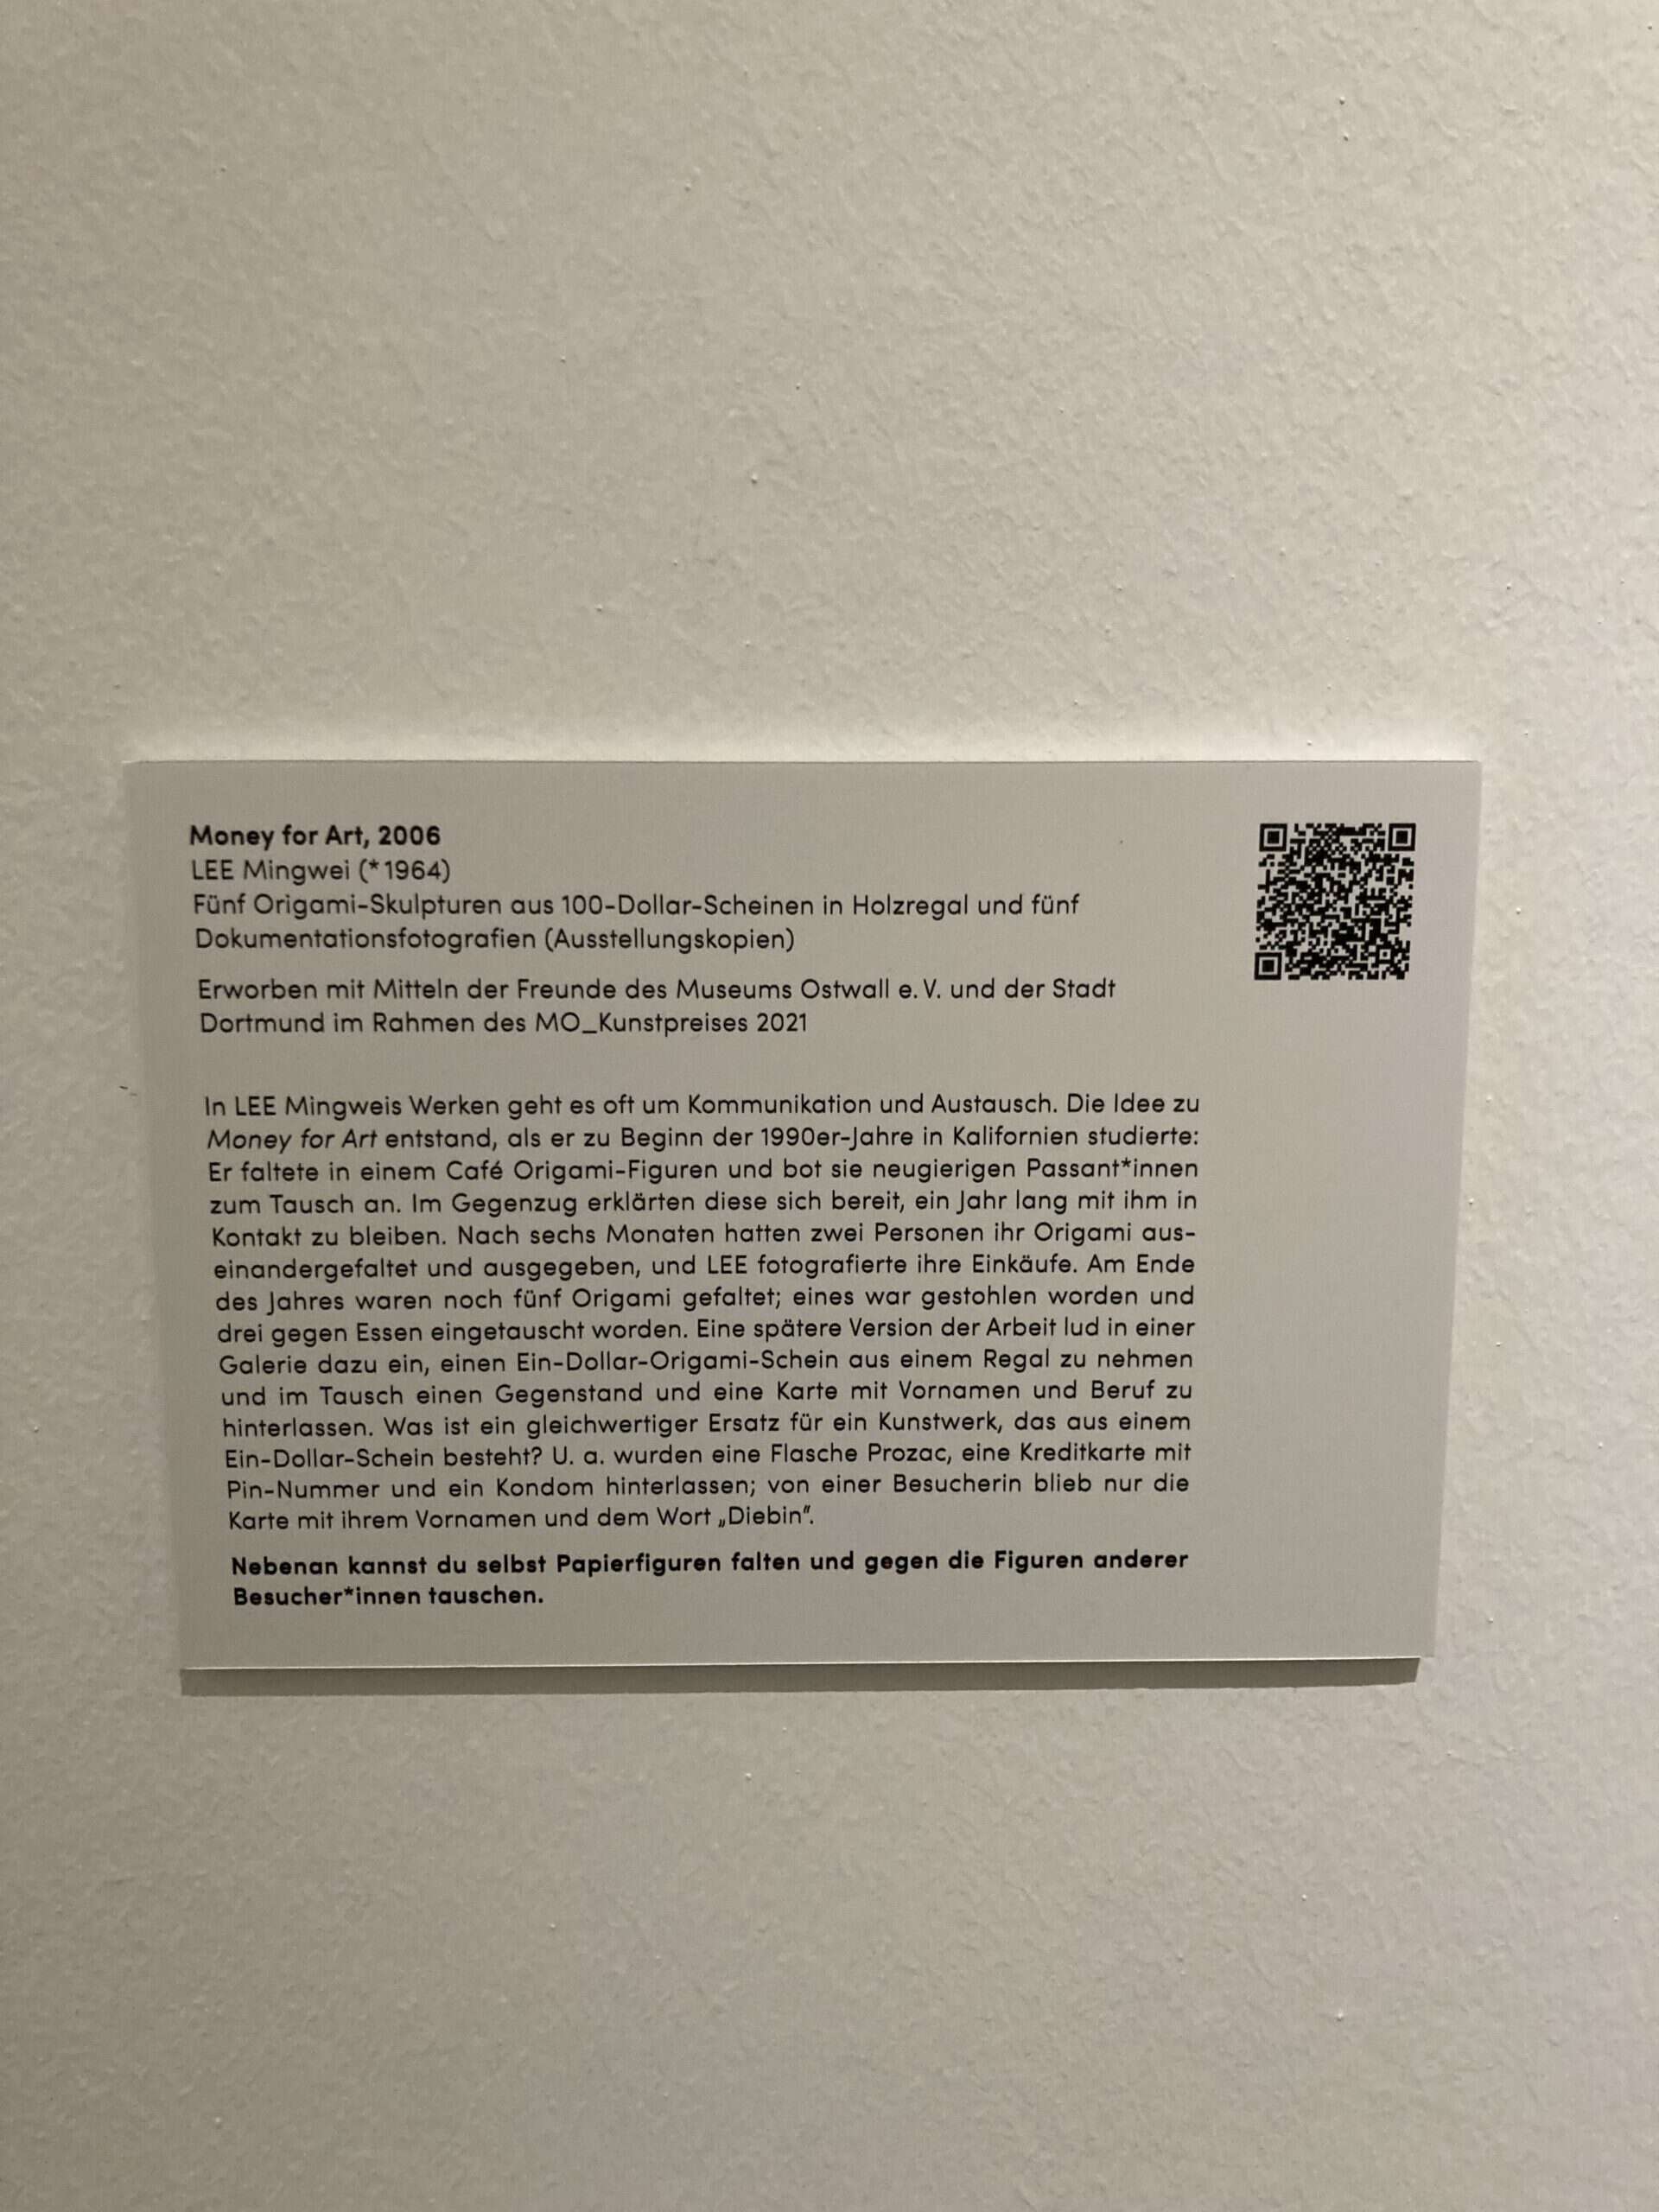 Money for Art, 2006
LEE Mingwei (*1964)
Fünf Origami-Skulpturen aus 100-Dollar-Scheinen in Holzregal und fünf
Dokumentationsfotografien (Ausstellungskopien)
Erworben mit Mitteln der Freunde des Museums Ostwall e. V. und der Stadt
Dortmund im Rahmen des MO_Kunstpreises 2021
In LEE Mingweis Werken geht es oft um Kommunikation und Austausch. Die Idee zu
Money for Art entstand, als er zu Beginn der 1990er-Jahre in Kalifornien studierte:
Er faltete in einem Café Origami-Figuren und bot sie neugierigen Passant*innen
zum Tausch an. Im Gegenzug erklärten diese sich bereit, ein Jahr lang mit ihm in
Kontakt zu bleiben. Nach sechs Monaten hatten zwei Personen ihr Origami aus-
einandergefaltet und ausgegeben, und LEE fotografierte ihre Einkäufe. Am Ende
des Jahres waren noch fünf Origami gefaltet; eines war gestohlen worden und
drei gegen Essen eingetauscht worden. Eine spätere Version der Arbeit lud in einer
Galerie dazu ein, einen Ein-Dollar-Origami-Schein aus einem Regal zu nehmen
und im Tausch einen Gegenstand und eine Karte mit Vornamen und Beruf zu
hinterlassen. Was ist ein gleichwertiger Ersatz für ein Kunstwerk, das aus einem
Ein-Dollar-Schein besteht? U. a. wurden eine Flasche Prozac, eine Kreditkarte mit
Pin-Nummer und ein Kondom hinterlassen; von einer Besucherin blieb nur die
Karte mit ihrem Vornamen und dem Wort „Diebin“.
Nebenan kannst du selbst Papierfiguren falten und gegen die Figuren anderer
Besucher*innen tauschen.